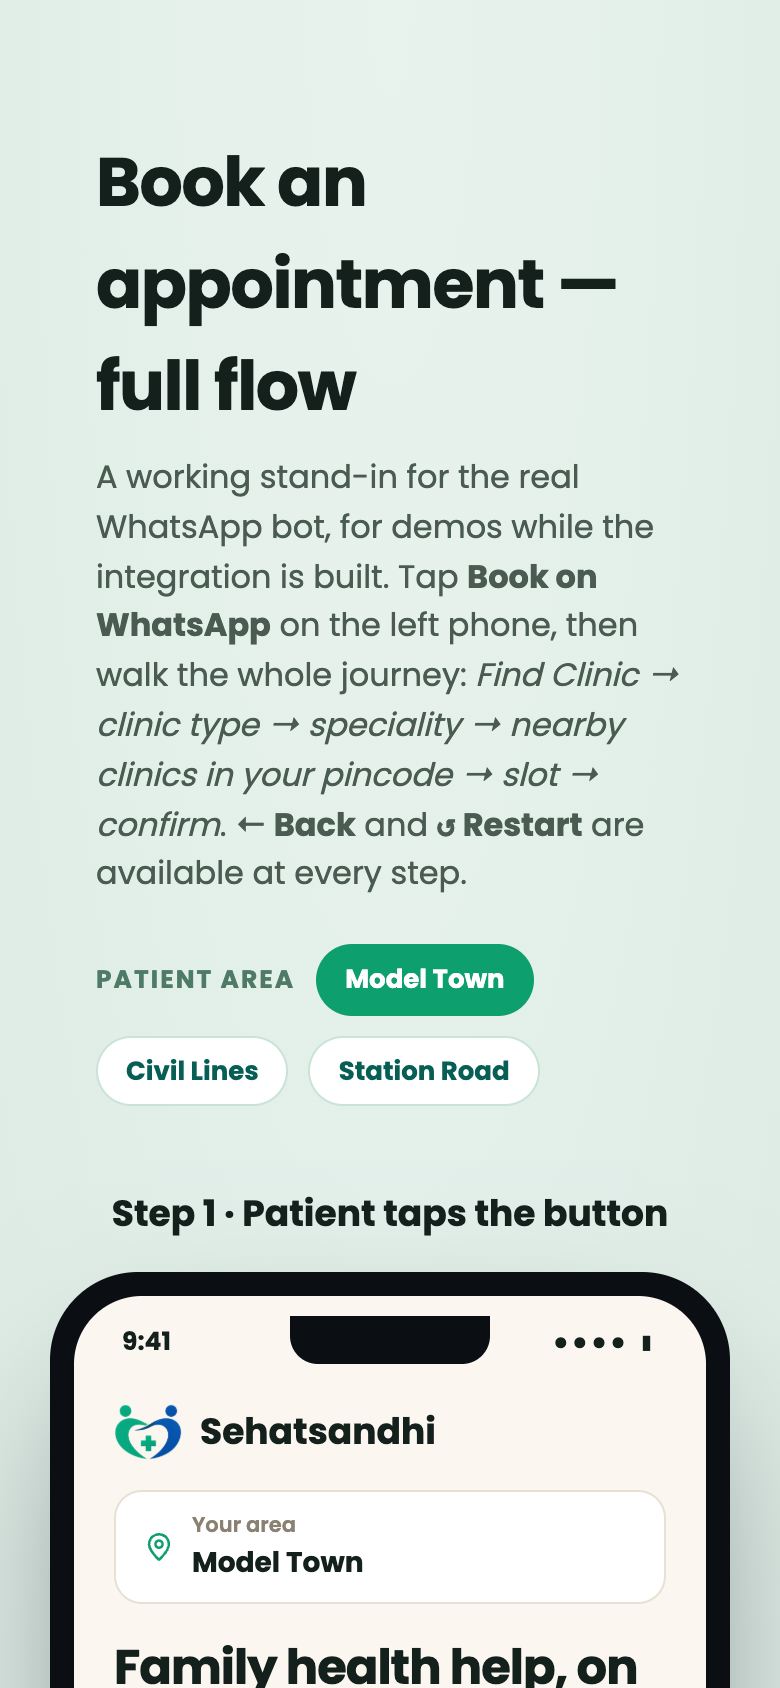 Book an
appointment —
full flow
A working stand-in for the real
WhatsApp bot, for demos while the
integration is built. Tap Book on
WhatsApp on the left phone, then
walk the whole journey: Find Clinic →
clinic type → speciality → nearby
clinics in your pincode → slot →
confirm. ← Back and ↺ Restart are
available at every step.
PATIENT AREA Model Town
Civil Lines Station Road
Step 1 · Patient taps the button
9:41
Sehatsandhi
Your area
Model Town
Family health help, on